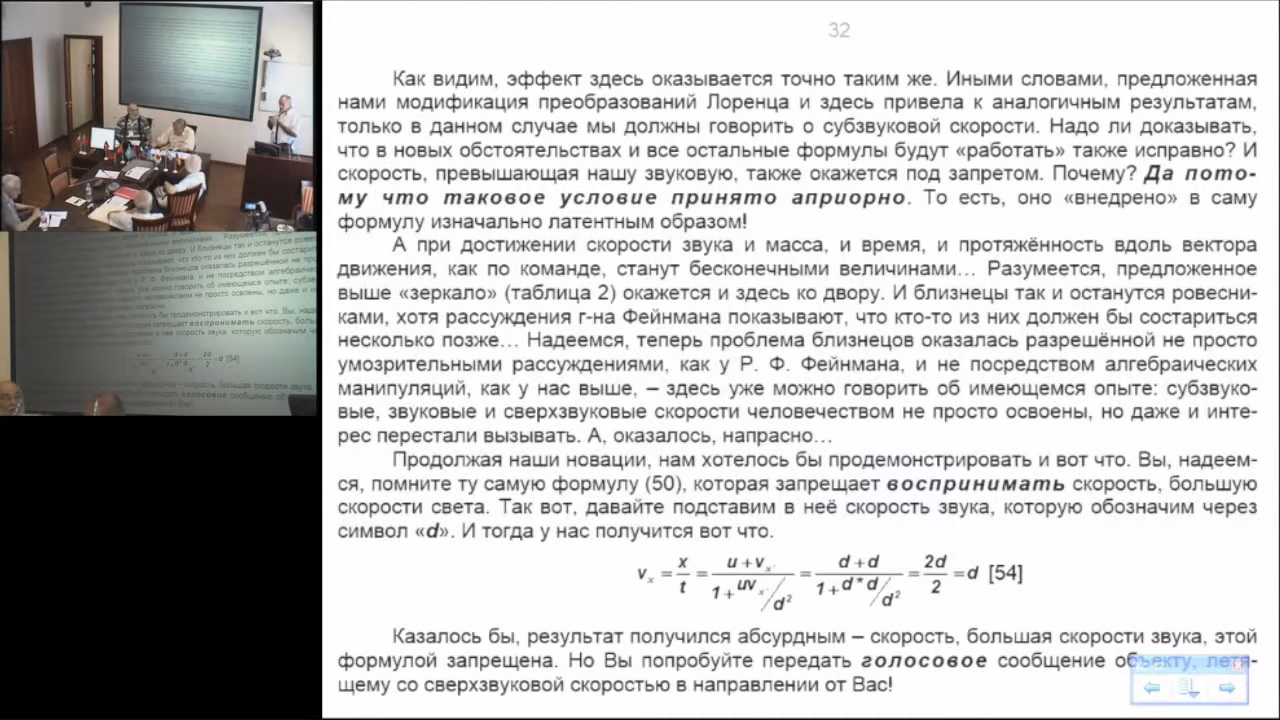 32
Как видим, эффект здесь оказывается точно таким же. Иными словами, предложенная
нами модификация преобразований Лоренца и здесь привела к аналогичным результатам,
только в данном случае мы должны говорить о субзвуковой скорости. Надо ли доказывать,
что в новых обстоятельствах и все остальные формулы будут «работать» также исправно? И
скорость, превышающая нашу звуковую, также окажется под запретом. Почему? Да пото-
му что таковое условие принято априорно. То есть, оно «внедрено» в саму
формулу изначально латентным образом!
А при достижении скорости звука и масса, и время, и протяжённость вдоль вектора
движения, как по команде, станут бесконечными величинами... Разумеется, предложенное
выше «зеркало» (таблица 2) окажется и здесь ко двору. И близнецы так и останутся ровесни-
ками, хотя рассуждения г-на Фейнмана показывают, что кто-то из них должен бы состариться
несколько позже... Надеемся, теперь проблема близнецов оказалась разрешённой не просто
умозрительными рассуждениями, как у Р. Ф. Фейнмана, и не посредством алгебраических
манипуляций, как у нас выше, – здесь уже можно говорить об имеющемся опыте: субзвуко-
вые, звуковые и сверхзвуковые скорости человечеством не просто освоены, но даже и инте-
рес перестали вызывать. А, оказалось, напрасно...
Продолжая наши новации, нам хотелось бы продемонстрировать и вот что. Вы, надеем-
ся, помните ту самую формулу (50), которая запрещает воспринимать скорость, большую
скорости света. Так вот, давайте подставим в неё скорость звука, которую обозначим через
символ «d». И тогда у нас получится вот что.
vₓ = x/t = (u + vₓ')/(1 + uvₓ'/d²) = (d + d)/(1 + d*d/d²) = 2d/2 = d [54]
Казалось бы, результат получился абсурдным – скорость, большая скорости звука, этой
формулой запрещена. Но Вы попробуйте передать голосовое сообщение объекту, летя-
щему со сверхзвуковой скоростью в направлении от Вас!